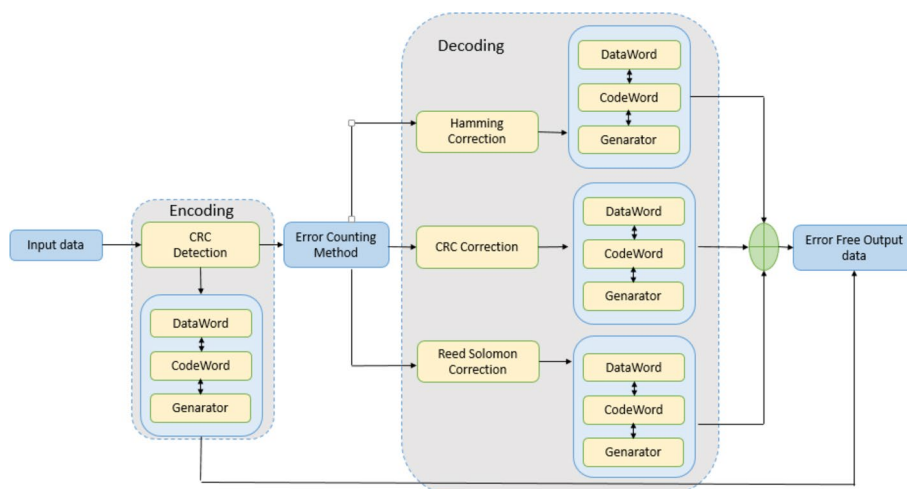 Input data
Encoding
CRC
Detection
DataWord
CodeWord
Genarator
Error Counting
Method
Decoding
Hamming
Correction
DataWord
CodeWord
Genarator
CRC Correction
DataWord
CodeWord
Genarator
Reed Solomon
Correction
DataWord
CodeWord
Genarator
Error Free Output
data